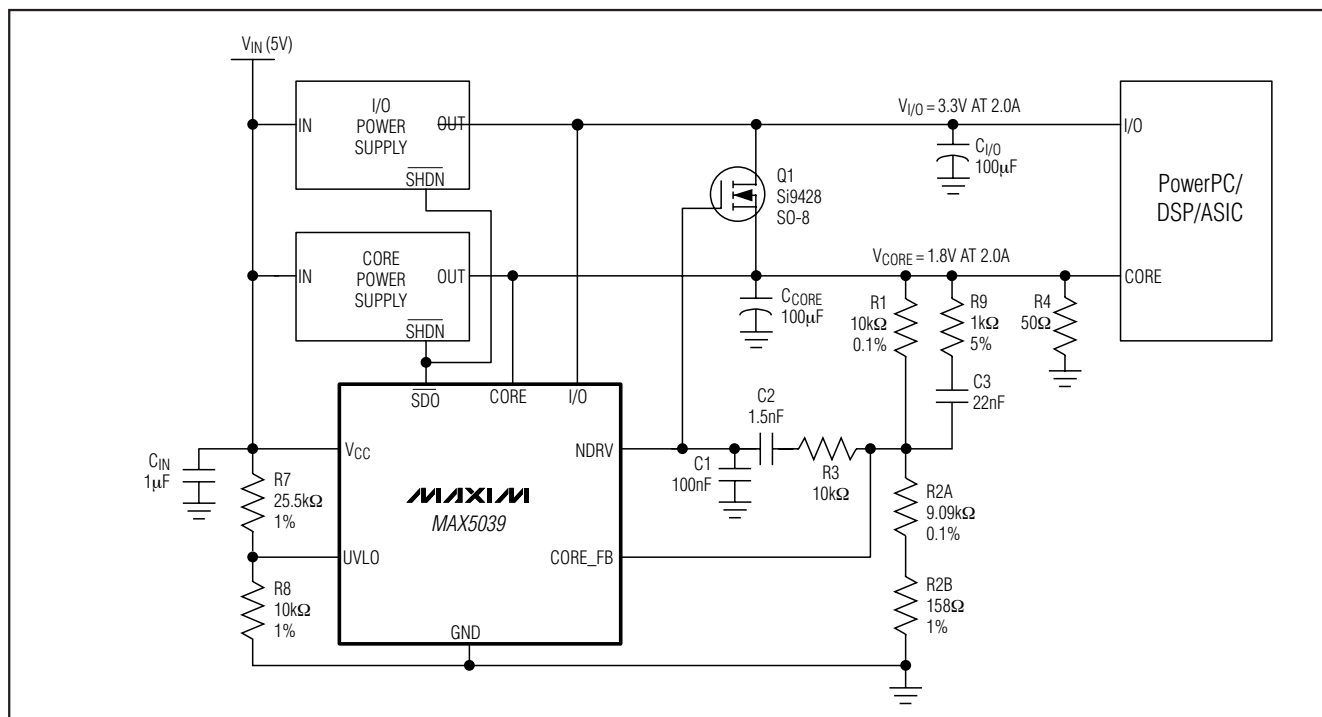 V_IN (5V)
IN
I/O
POWER
SUPPLY
OUT
SHDN
V_I/O = 3.3V AT 2.0A
I/O
C_I/O
100µF
Q1
Si9428
SO-8
PowerPC/
DSP/ASIC
IN
CORE
POWER
SUPPLY
OUT
SHDN
V_CORE = 1.8V AT 2.0A
CORE
C_CORE
100µF
R1
10kΩ
0.1%
R9
1kΩ
5%
R4
50Ω
C3
22nF
SDO
CORE
I/O
V_CC
NDRV
C2
1.5nF
C1
100nF
R3
10kΩ
C_IN
1µF
R7
25.5kΩ
1%
MAXIM
MAX5039
R2A
9.09kΩ
0.1%
UVLO
CORE_FB
R8
10kΩ
1%
R2B
158Ω
1%
GND